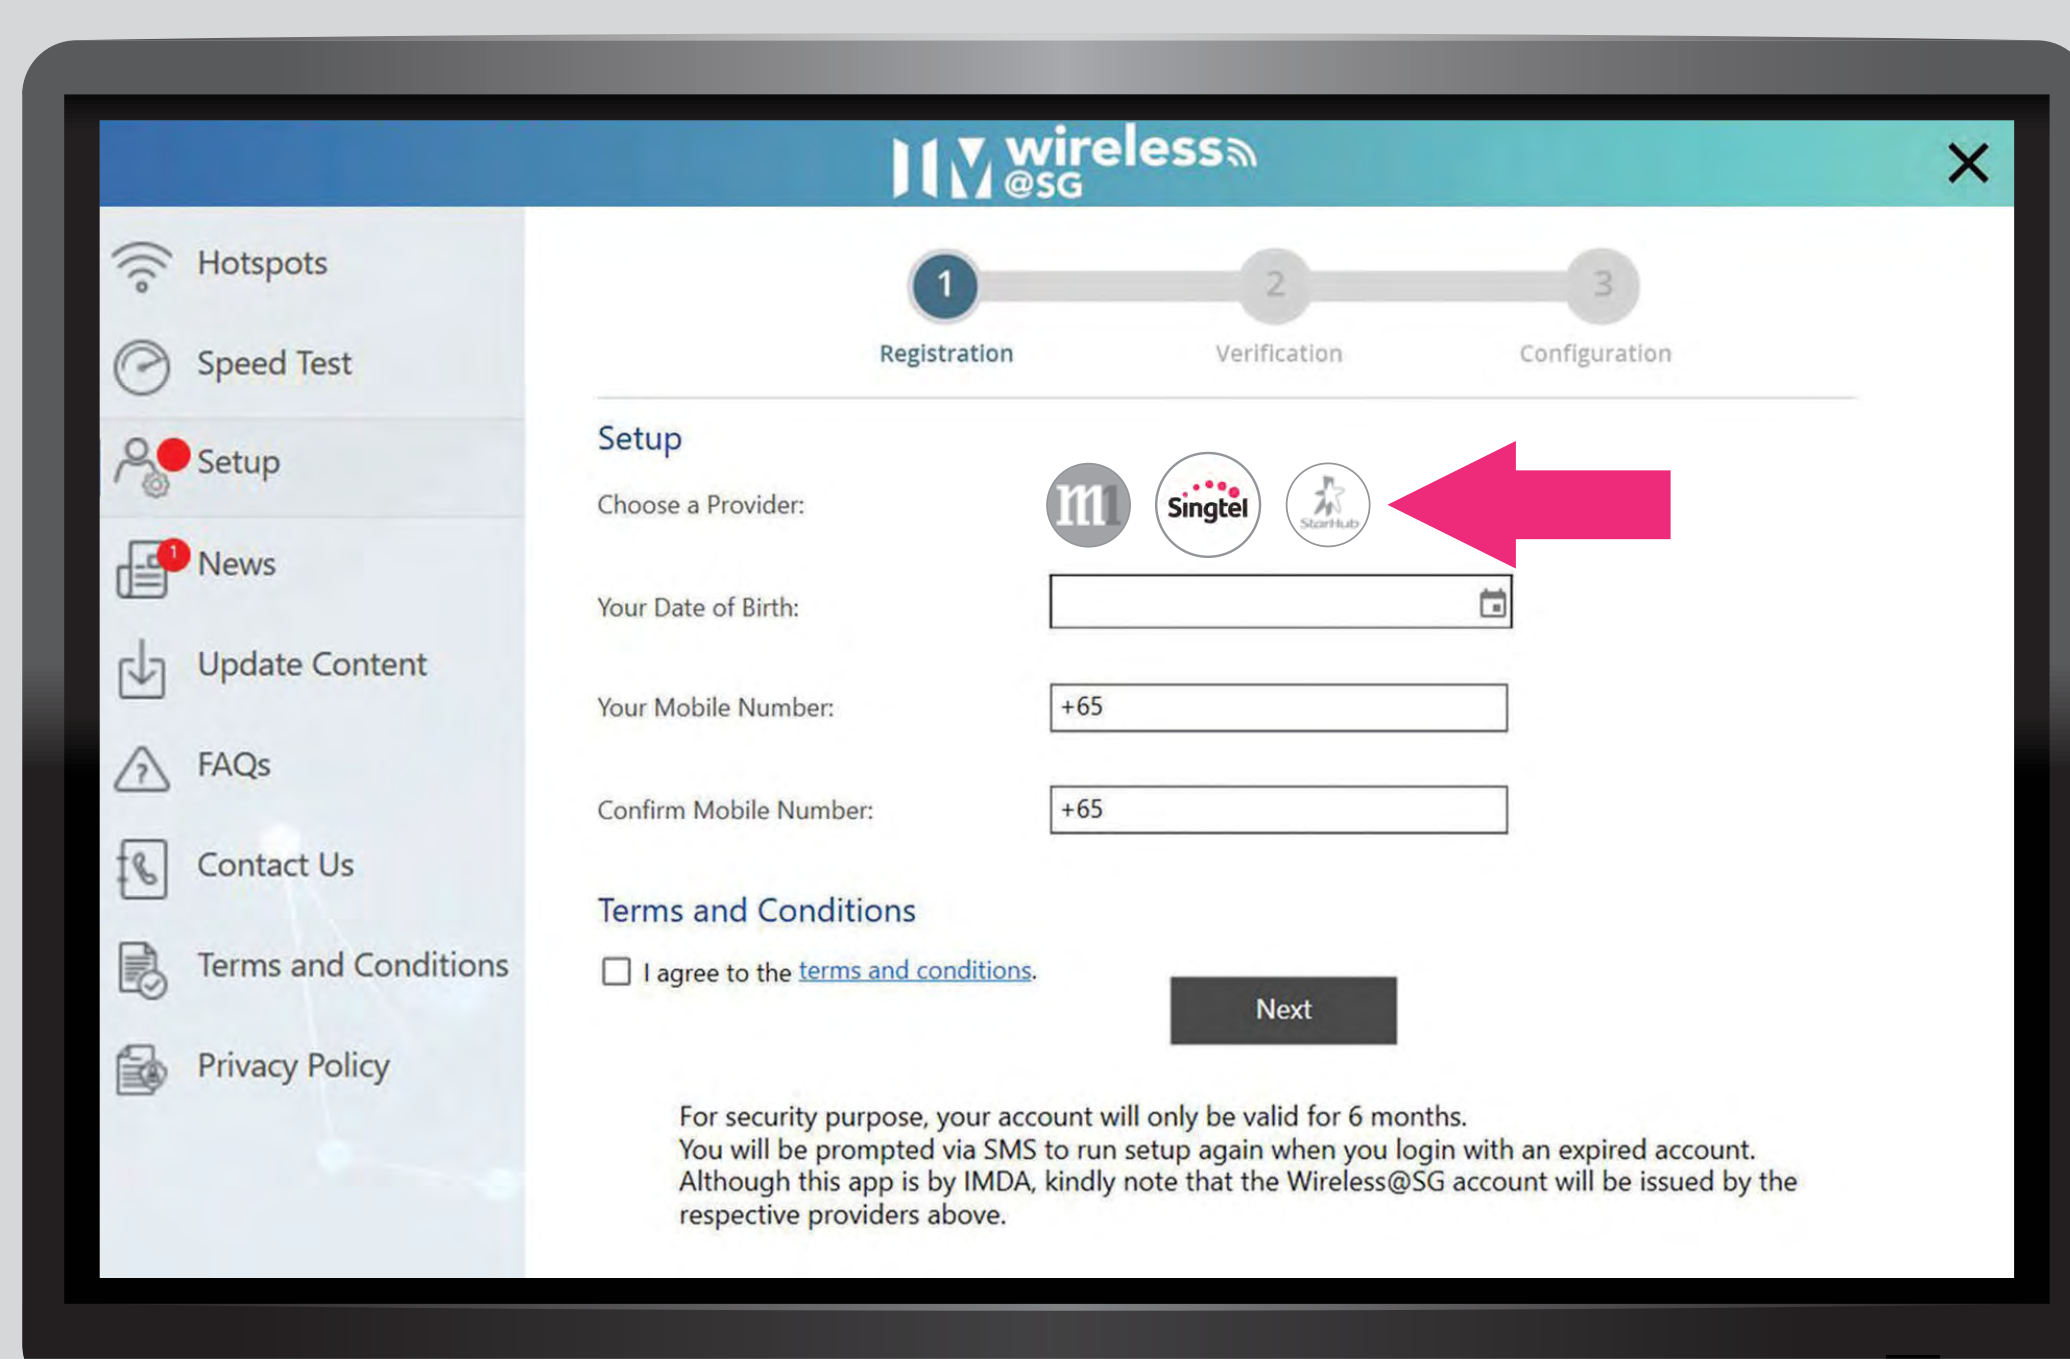 wireless
@SG
Hotspots
Speed Test
Setup
1
News
Update Content
FAQs
Contact Us
Terms and Conditions
Privacy Policy
1 2 3
Registration Verification Configuration
Setup
Choose a Provider:
m1 Singtel StarHub
Your Date of Birth:
Your Mobile Number: +65
Confirm Mobile Number: +65
Terms and Conditions
I agree to the terms and conditions.
Next
For security purpose, your account will only be valid for 6 months.
You will be prompted via SMS to run setup again when you login with an expired account.
Although this app is by IMDA, kindly note that the Wireless@SG account will be issued by the
respective providers above.